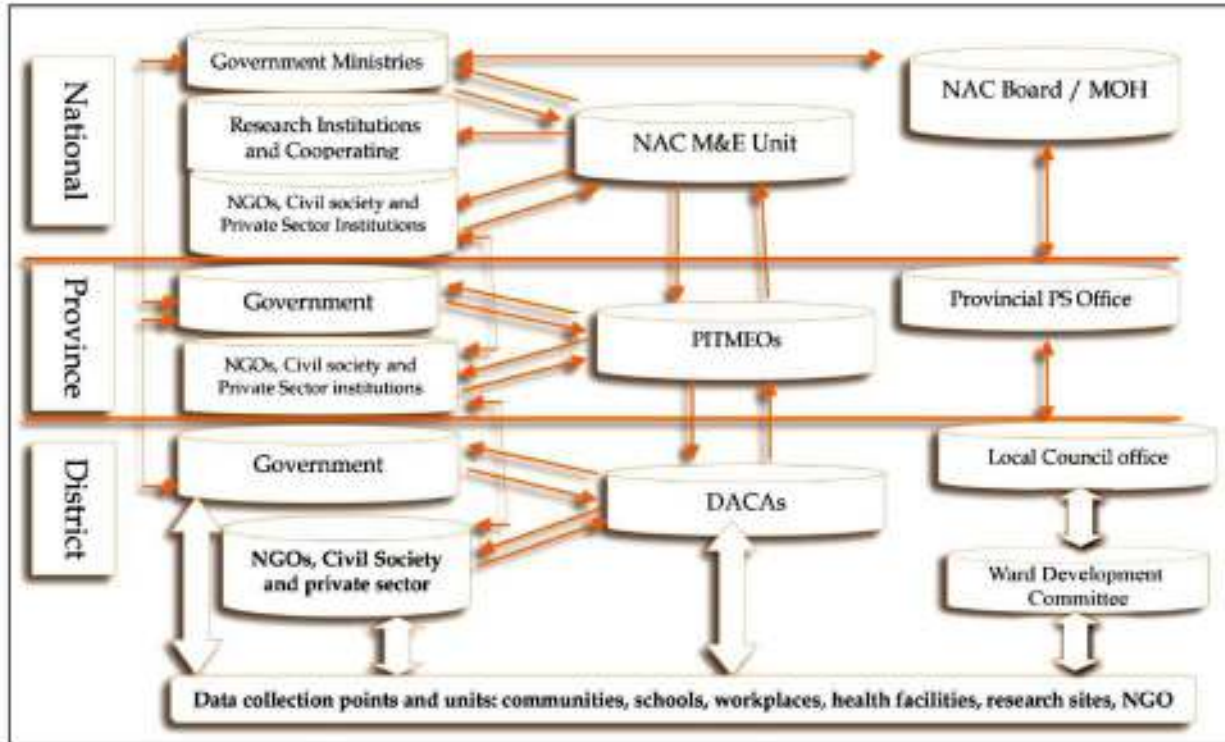 National
Government Ministries
Research Institutions
and Cooperating
NGOs, Civil society and
Private Sector Institutions
NAC M&E Unit
NAC Board / MOH
Province
Government
NGOs, Civil society and
Private Sector institutions
PITMEOs
Provincial PS Office
District
Government
NGOs, Civil Society
and private sector
DACAs
Local Council office
Ward Development
Committee
Data collection points and units: communities, schools, workplaces, health facilities, research sites, NGO